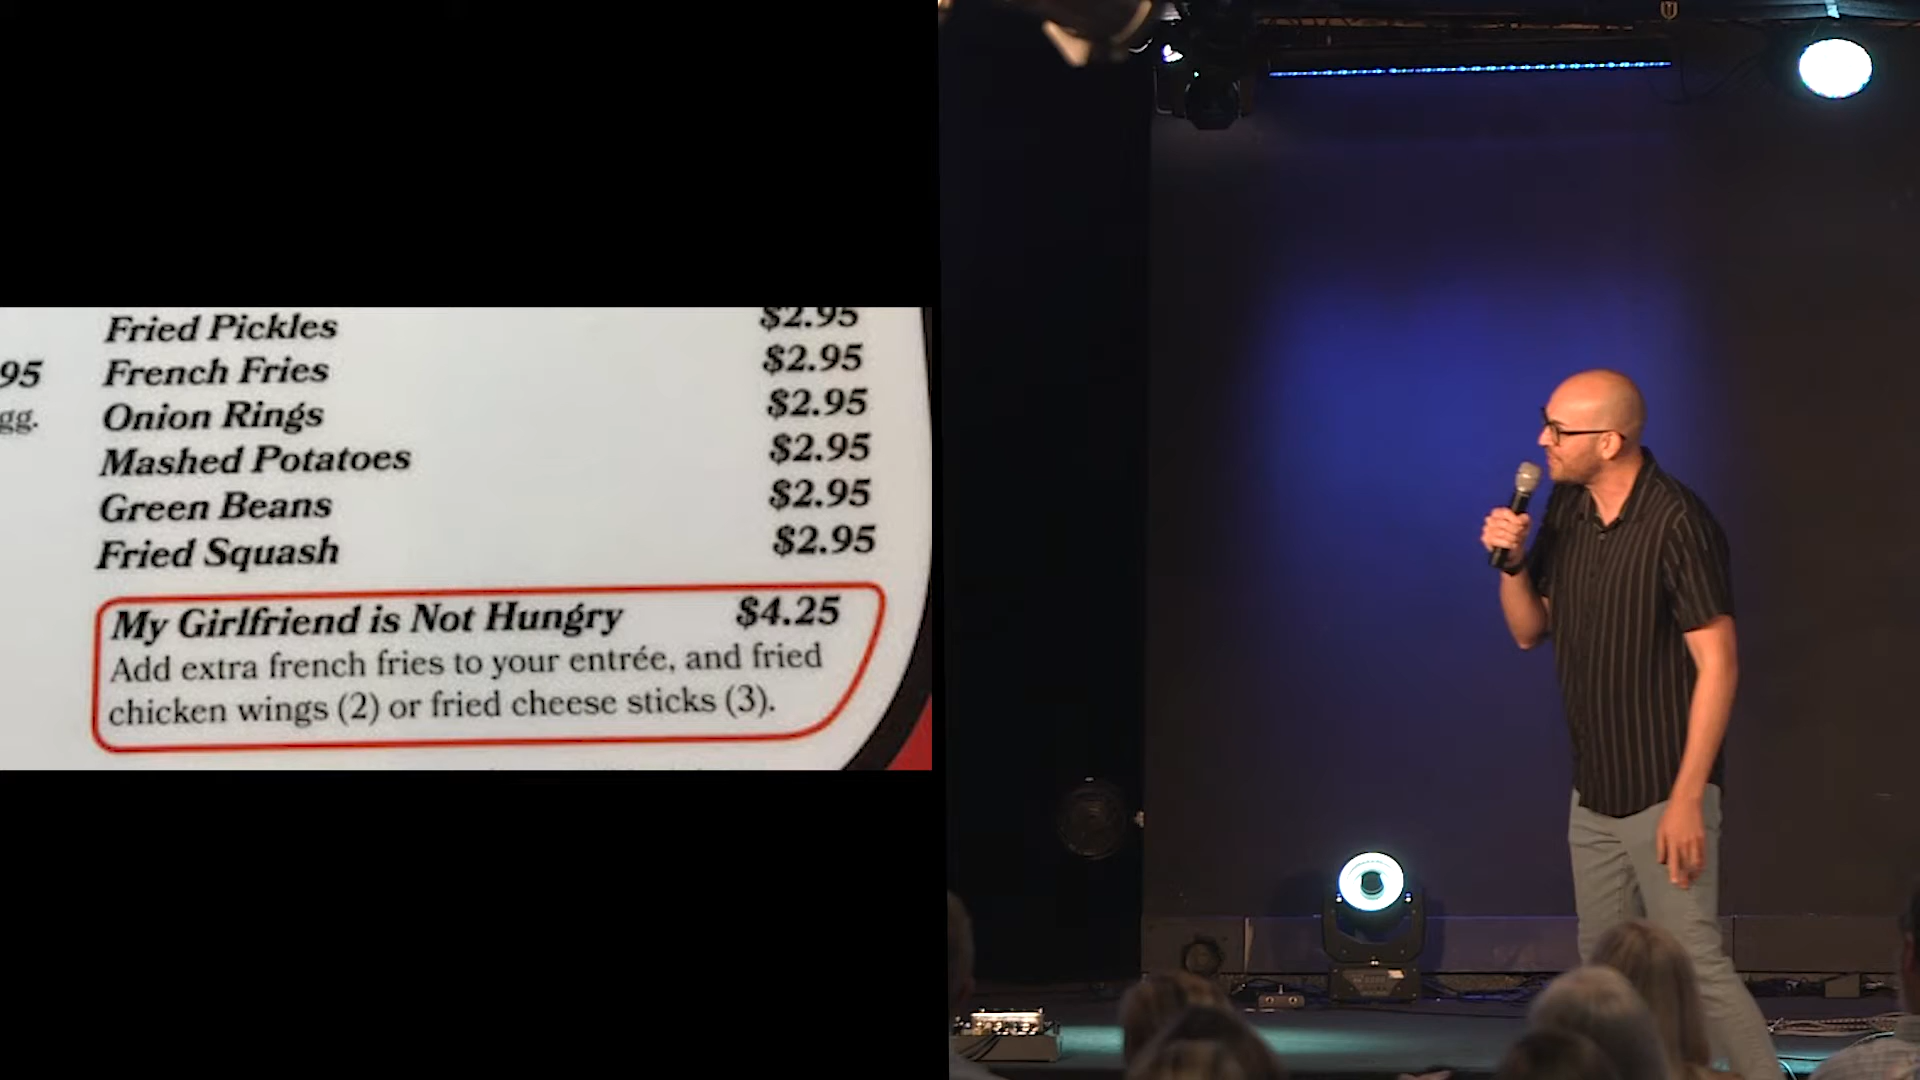 Fried Pickles $2.95
95 French Fries $2.95
gg. Onion Rings $2.95
Mashed Potatoes $2.95
Green Beans $2.95
Fried Squash $2.95
My Girlfriend is Not Hungry $4.25
Add extra french fries to your entrée, and fried
chicken wings (2) or fried cheese sticks (3).